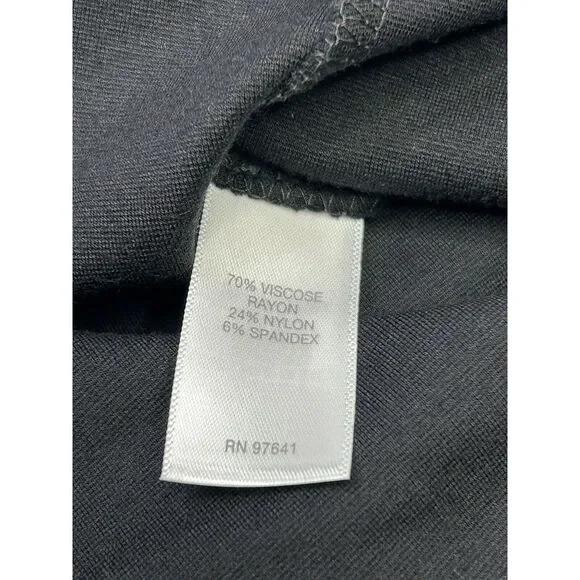 70% VISCOSE
RAYON
24% NYLON
6% SPANDEX
RN 97641